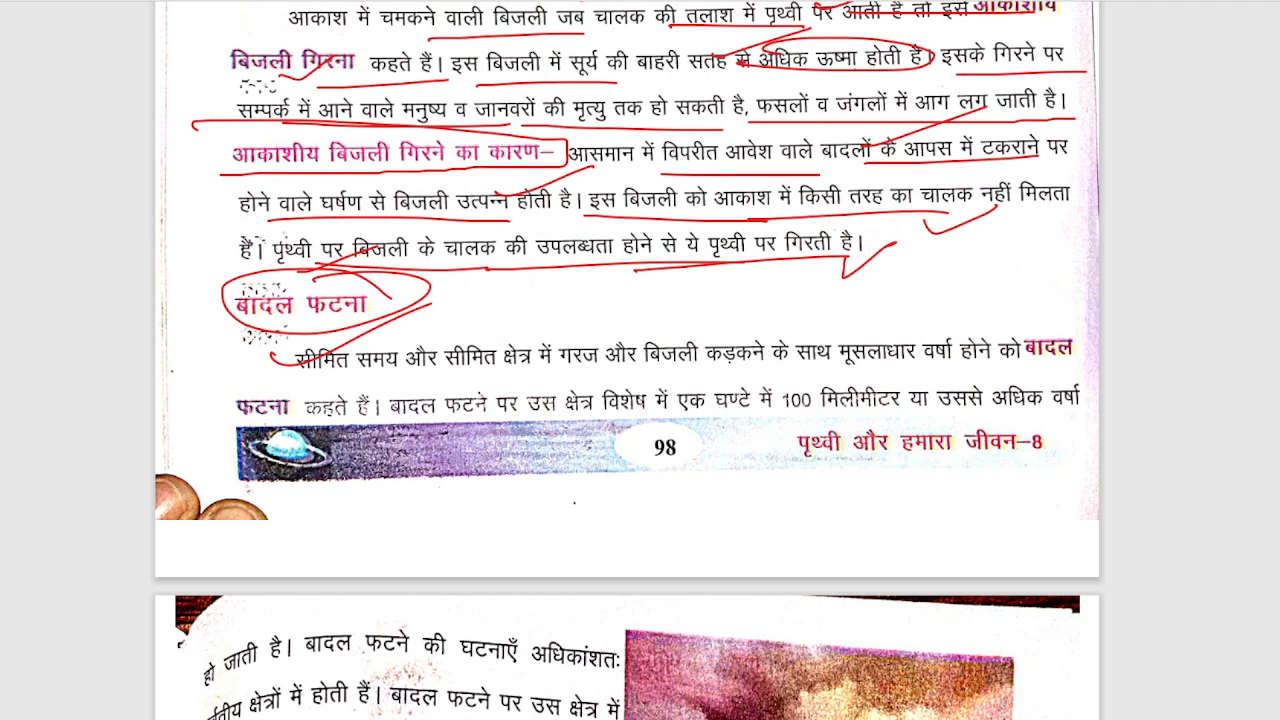 आकाश में चमकने वाली बिजली जब चालक की तलाश में पृथ्वी पर आती है तो इसे आकाशीय
बिजली गिरना कहते हैं। इस बिजली में सूर्य की बाहरी सतह से अधिक ऊष्मा होती है। इसके गिरने पर
सम्पर्क में आने वाले मनुष्य व जानवरों की मृत्यु तक हो सकती है, फसलों व जंगलों में आग लग जाती है।
आकाशीय बिजली गिरने का कारण– आसमान में विपरीत आवेश वाले बादलों के आपस में टकराने पर
होने वाले घर्षण से बिजली उत्पन्न होती है। इस बिजली को आकाश में किसी तरह का चालक नहीं मिलता
है। पृथ्वी पर बिजली के चालक की उपलब्धता होने से ये पृथ्वी पर गिरती है।
बादल फटना
सीमित समय और सीमित क्षेत्र में गरज और बिजली कड़कने के साथ मूसलाधार वर्षा होने को बादल
फटना कहते हैं। बादल फटने पर उस क्षेत्र विशेष में एक घण्टे में 100 मिलीमीटर या उससे अधिक वर्षा
98 पृथ्वी और हमारा जीवन–8
हो जाती है। बादल फटने की घटनाएँ अधिकांशतः
क्षेत्रों में होती हैं। बादल फटने पर उस क्षेत्र में